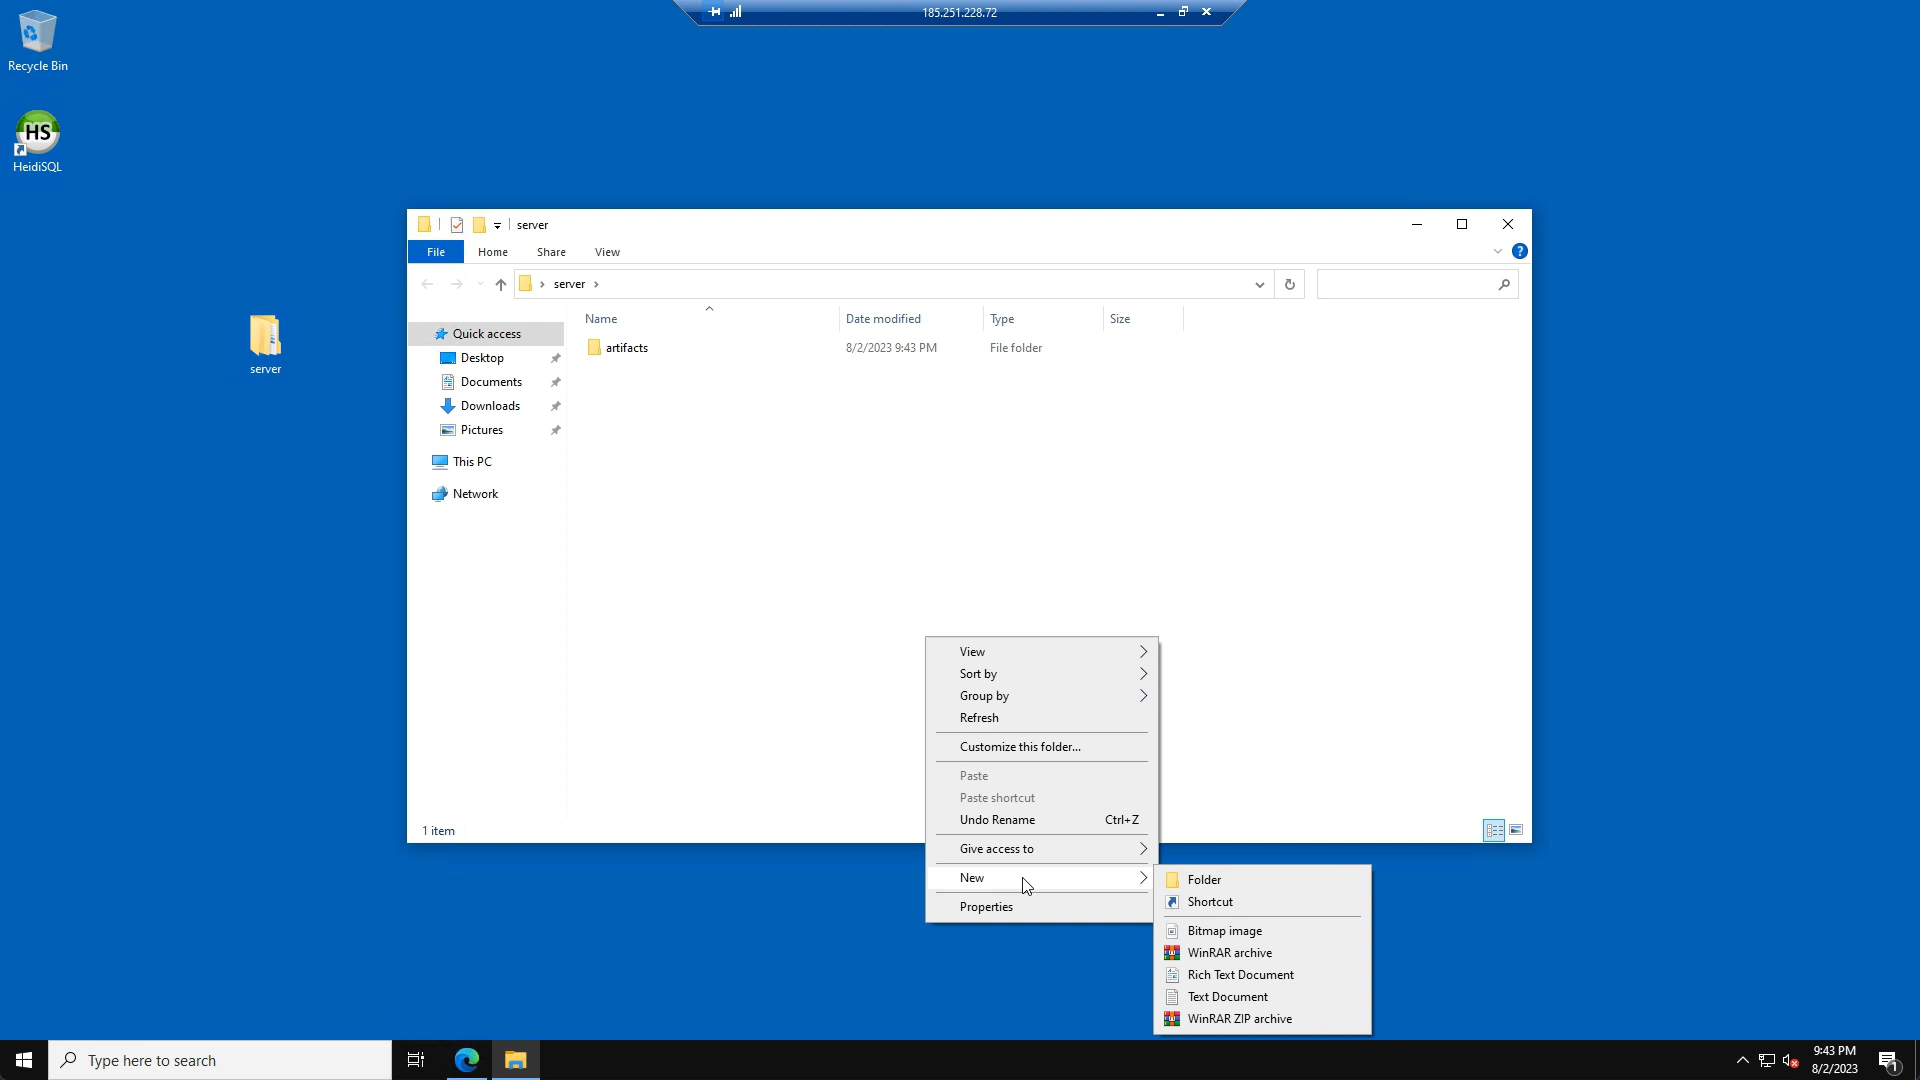 185.251.228.72
Recycle Bin
HS
HeidiSQL
server
server
File
Home
Share
View
?
server
Name
Date modified
Type
Size
Quick access
artifacts
8/2/2023 9:43 PM
File folder
Desktop
Documents
Downloads
Pictures
This PC
Network
View
Sort by
Group by
Refresh
Customize this folder...
Paste
Paste shortcut
Undo Rename Ctrl+Z
1 item
Give access to
New
Properties
Folder
Shortcut
Bitmap image
WinRAR archive
Rich Text Document
Text Document
WinRAR ZIP archive
Type here to search
9:43 PM
8/2/2023
1